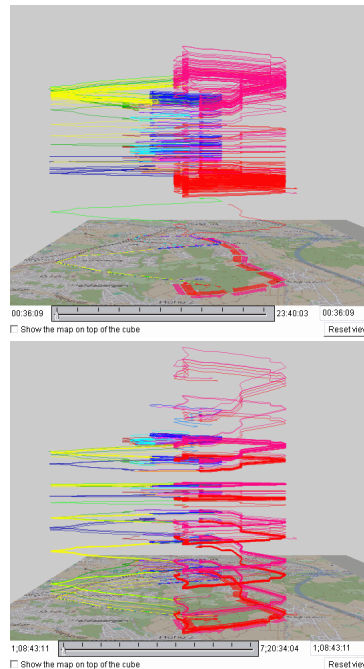 00:36:09 23:40:03 00:36:09
Show the map on top of the cube Reset view
1;08:43:11 7;20:34:04 1;08:43:11
Show the map on top of the cube Reset view